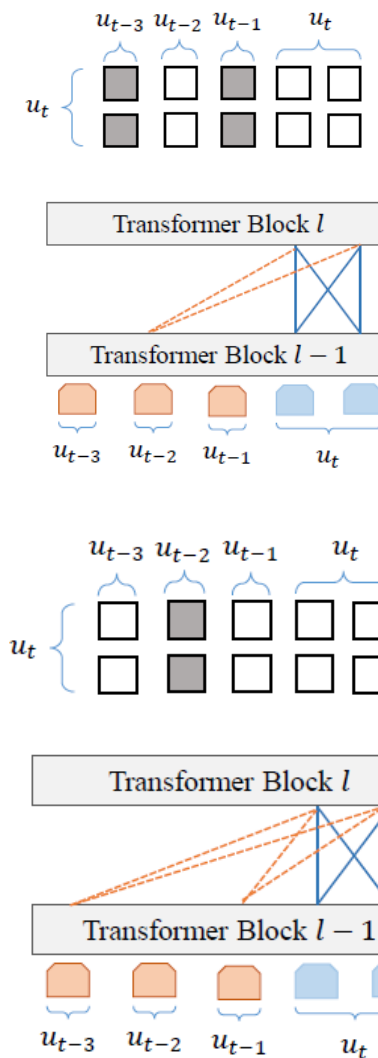 u_{t-3} u_{t-2} u_{t-1} u_t
u_t
Transformer Block l
Transformer Block l − 1
u_{t-3} u_{t-2} u_{t-1} u_t
u_{t-3} u_{t-2} u_{t-1} u_t
u_t
Transformer Block l
Transformer Block l − 1
u_{t-3} u_{t-2} u_{t-1} u_t